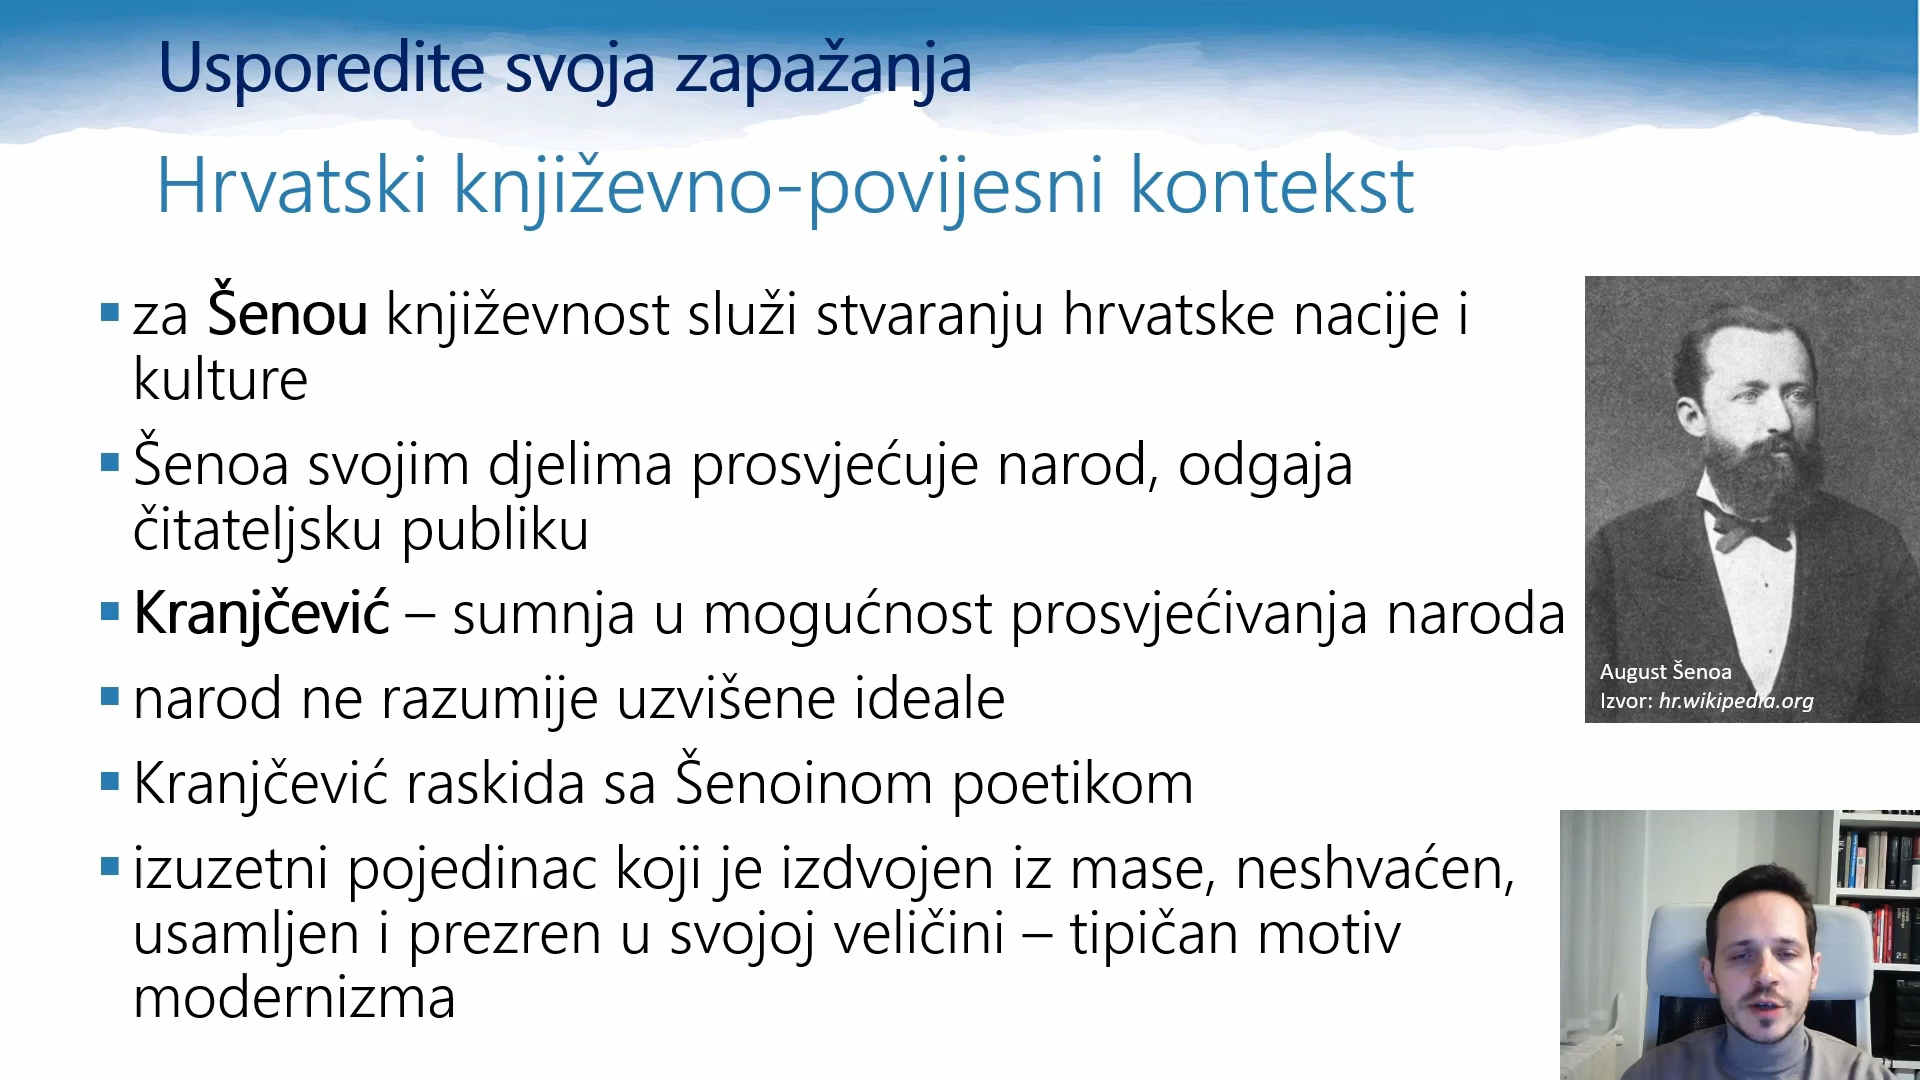 Usporedite svoja zapažanja
Hrvatski književno-povijesni kontekst
▪ za Šenou književnost služi stvaranju hrvatske nacije i
kulture
▪ Šenoa svojim djelima prosvjećuje narod, odgaja
čitateljsku publiku
▪ Kranjčević – sumnja u mogućnost prosvjećivanja naroda
▪ narod ne razumije uzvišene ideale
▪ Kranjčević raskida sa Šenoinom poetikom
▪ izuzetni pojedinac koji je izdvojen iz mase, neshvaćen,
usamljen i prezren u svojoj veličini – tipičan motiv
modernizma
August Šenoa
Izvor: hr.wikipedia.org